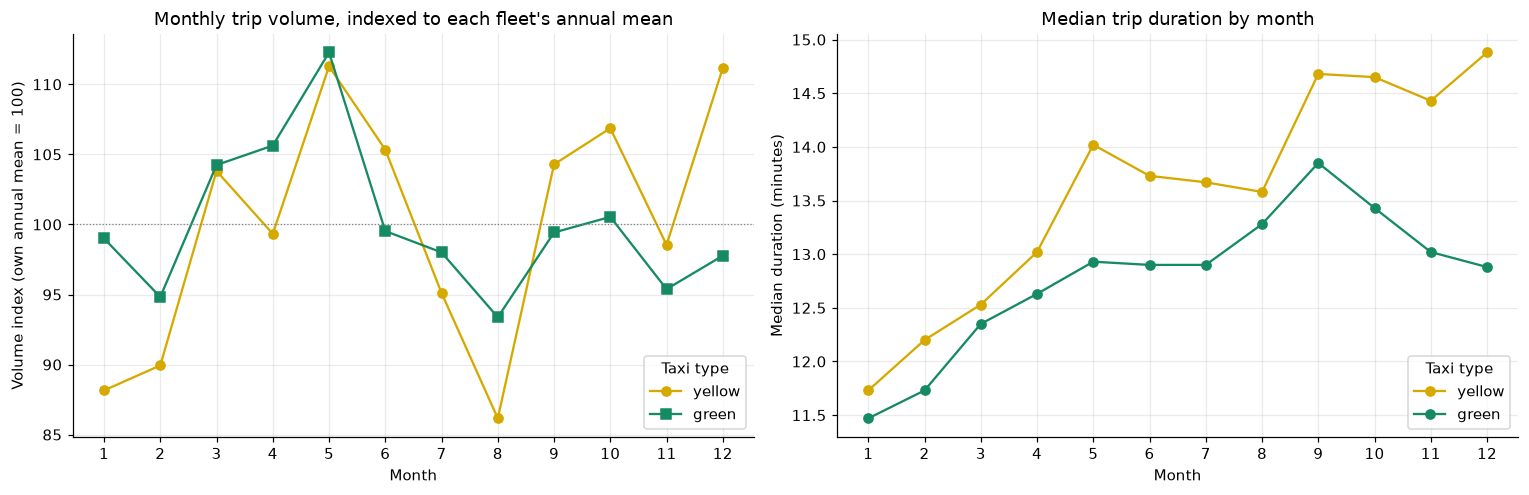 Monthly trip volume, indexed to each fleet's annual mean
Volume index (own annual mean = 100)
110
105
100
95
90
85
1 2 3 4 5 6 7 8 9 10 11 12
Month
Taxi type
yellow
green
Median trip duration by month
Median duration (minutes)
15.0
14.5
14.0
13.5
13.0
12.5
12.0
11.5
1 2 3 4 5 6 7 8 9 10 11 12
Month
Taxi type
yellow
green